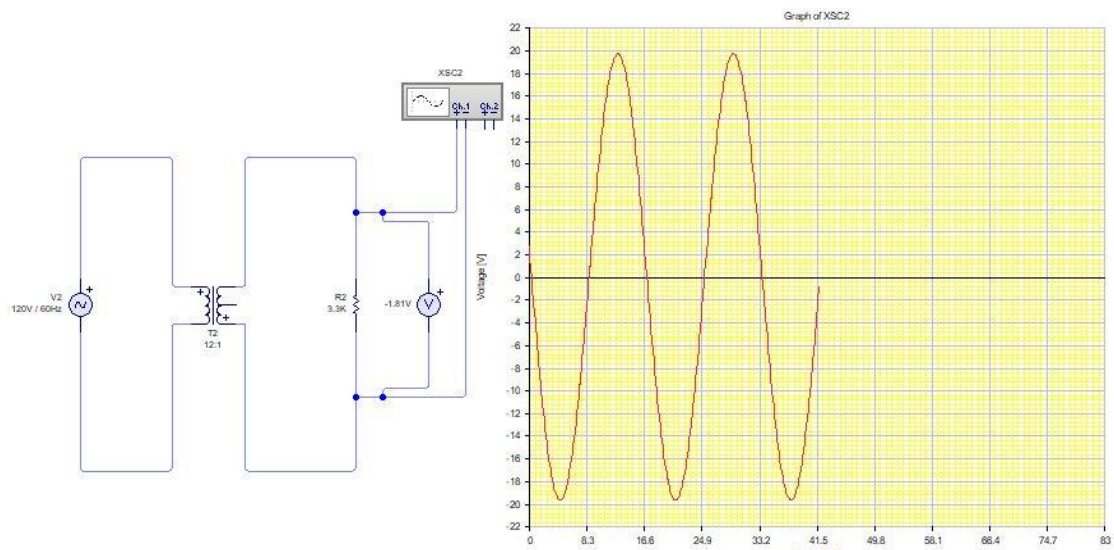 XSC2
Ch.1 Ch.2
+ − + −
V2
120V / 60Hz
+
+
+
T2
12:1
R2
3.3K
-1.81V
V
+
Graph of XSC2
Voltage [V]
22
20
18
16
14
12
10
8
6
4
2
0
-2
-4
-6
-8
-10
-12
-14
-16
-18
-20
-22
0 8.3 16.6 24.9 33.2 41.5 49.8 58.1 66.4 74.7 83